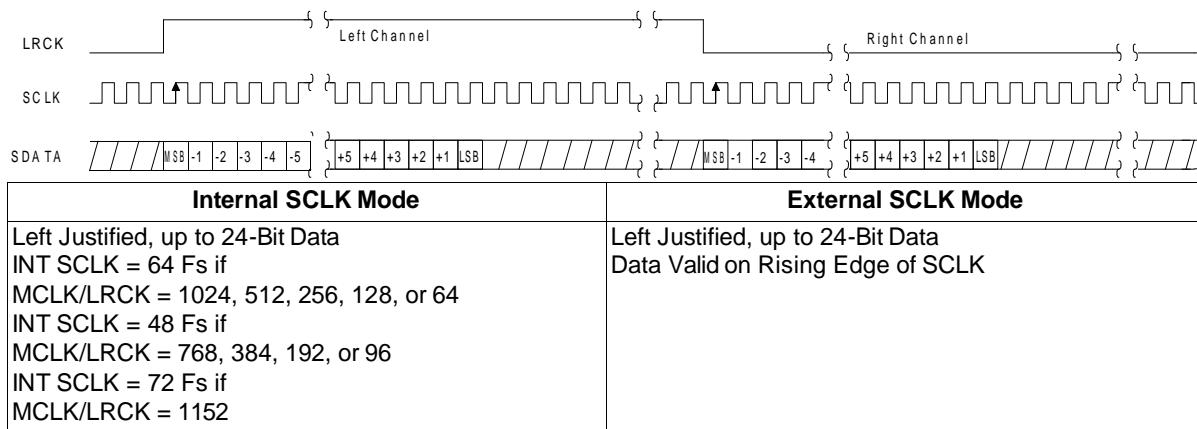 LRCK Left Channel Right Channel
SCLK
SDATA MSB -1 -2 -3 -4 -5 +5 +4 +3 +2 +1 LSB MSB -1 -2 -3 -4 +5 +4 +3 +2 +1 LSB
Internal SCLK Mode
Left Justified, up to 24-Bit Data
INT SCLK = 64 Fs if
MCLK/LRCK = 1024, 512, 256, 128, or 64
INT SCLK = 48 Fs if
MCLK/LRCK = 768, 384, 192, or 96
INT SCLK = 72 Fs if
MCLK/LRCK = 1152
External SCLK Mode
Left Justified, up to 24-Bit Data
Data Valid on Rising Edge of SCLK